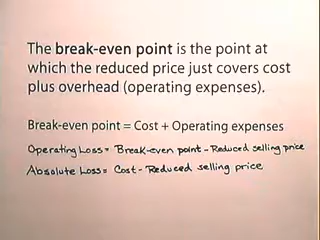 The break-even point is the point at
which the reduced price just covers cost
plus overhead (operating expenses).
Break-even point = Cost + Operating expenses
Operating Loss = Break-even point - Reduced selling price
Absolute Loss = Cost - Reduced selling price